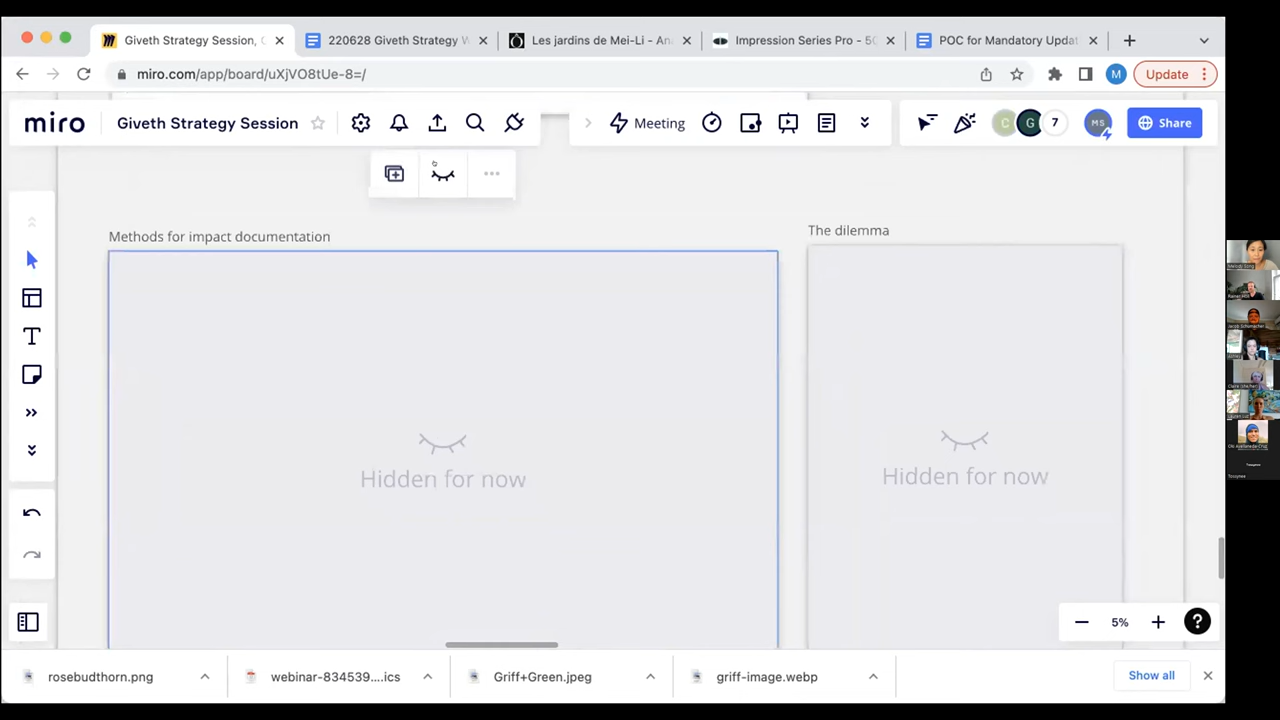 Giveth Strategy Session, 
220628 Giveth Strategy W
Les jardins de Mei-Li - An
Impression Series Pro - 50
POC for Mandatory Updat
miro.com/app/board/uXjVO8tUe-8=/
M
Update
miro
Giveth Strategy Session
Meeting
C
G
7
MS
Share
Methods for impact documentation
The dilemma
Hidden for now
Hidden for now
5%
?
rosebudthorn.png
webinar-834539....ics
Griff+Green.jpeg
griff-image.webp
Show all